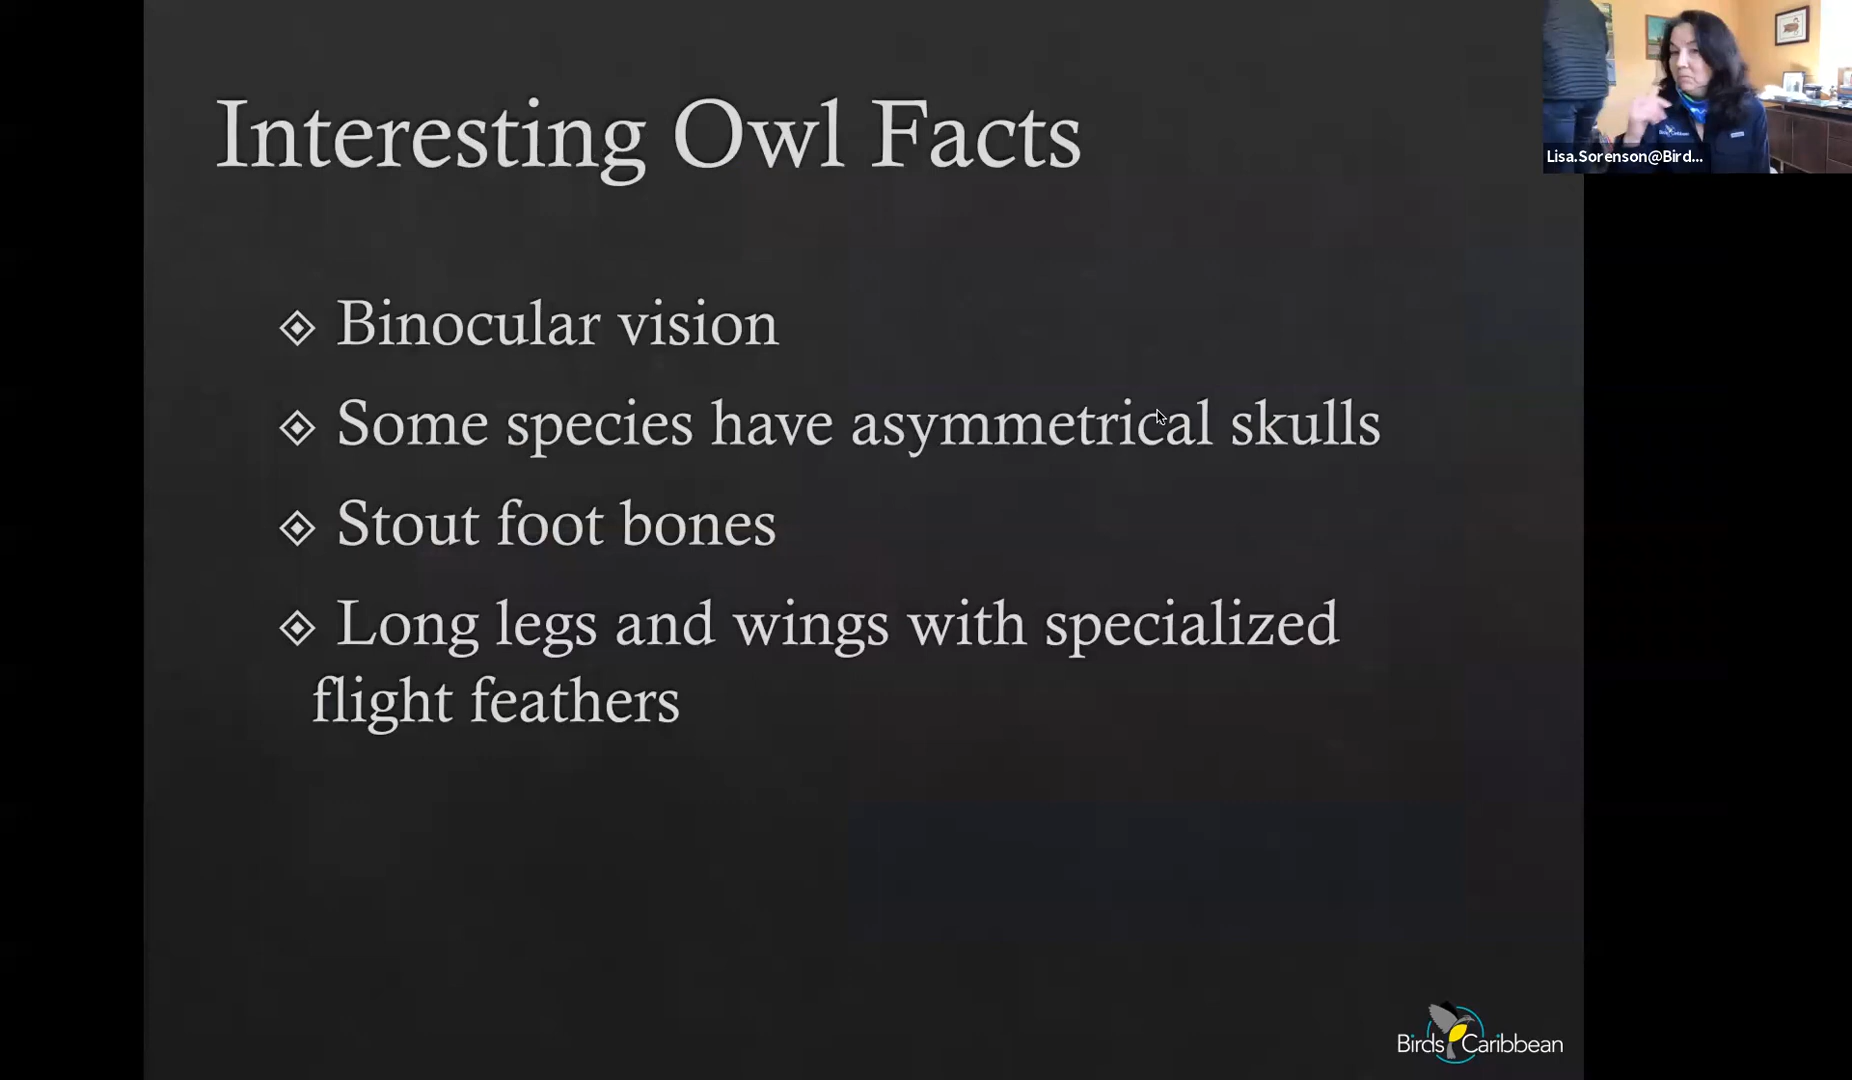 Interesting Owl Facts
Lisa.Sorenson@Bird...
Binocular vision
Some species have asymmetrical skulls
Stout foot bones
Long legs and wings with specialized
flight feathers
Birds Caribbean